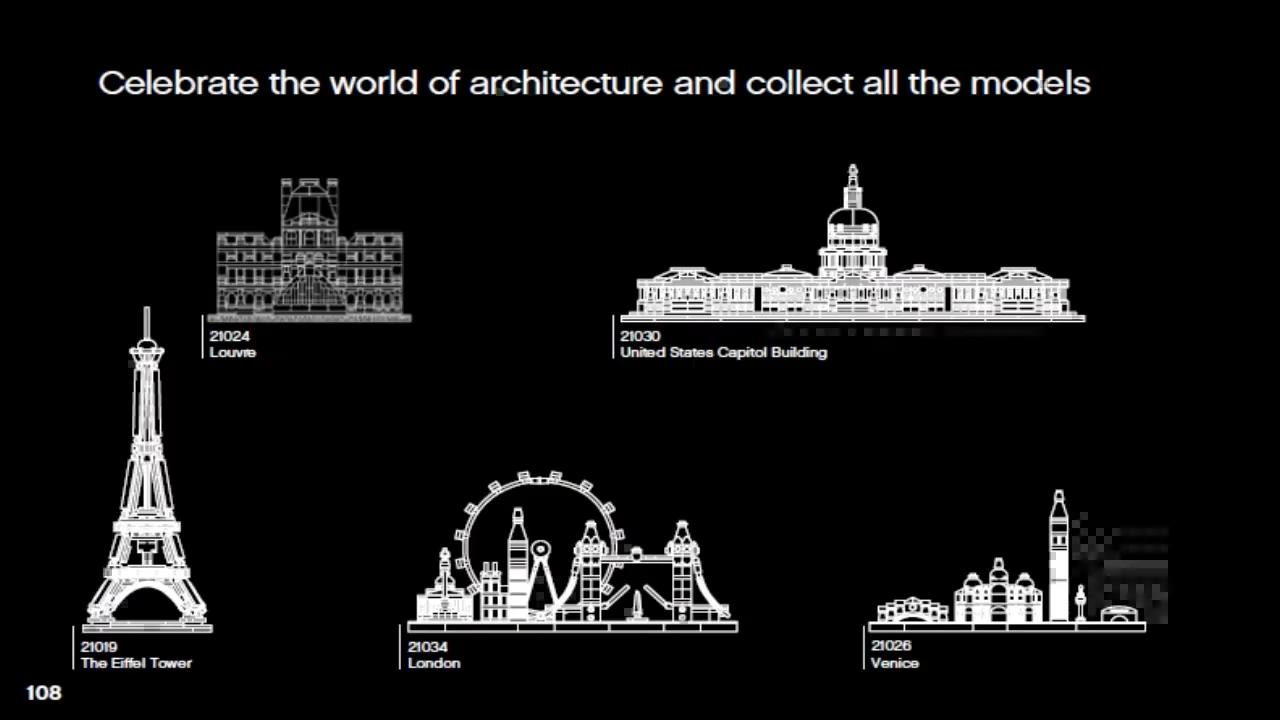 Celebrate the world of architecture and collect all the models
21024
Louvre
21030
United States Capitol Building
21019
The Eiffel Tower
21034
London
21026
Venice
108